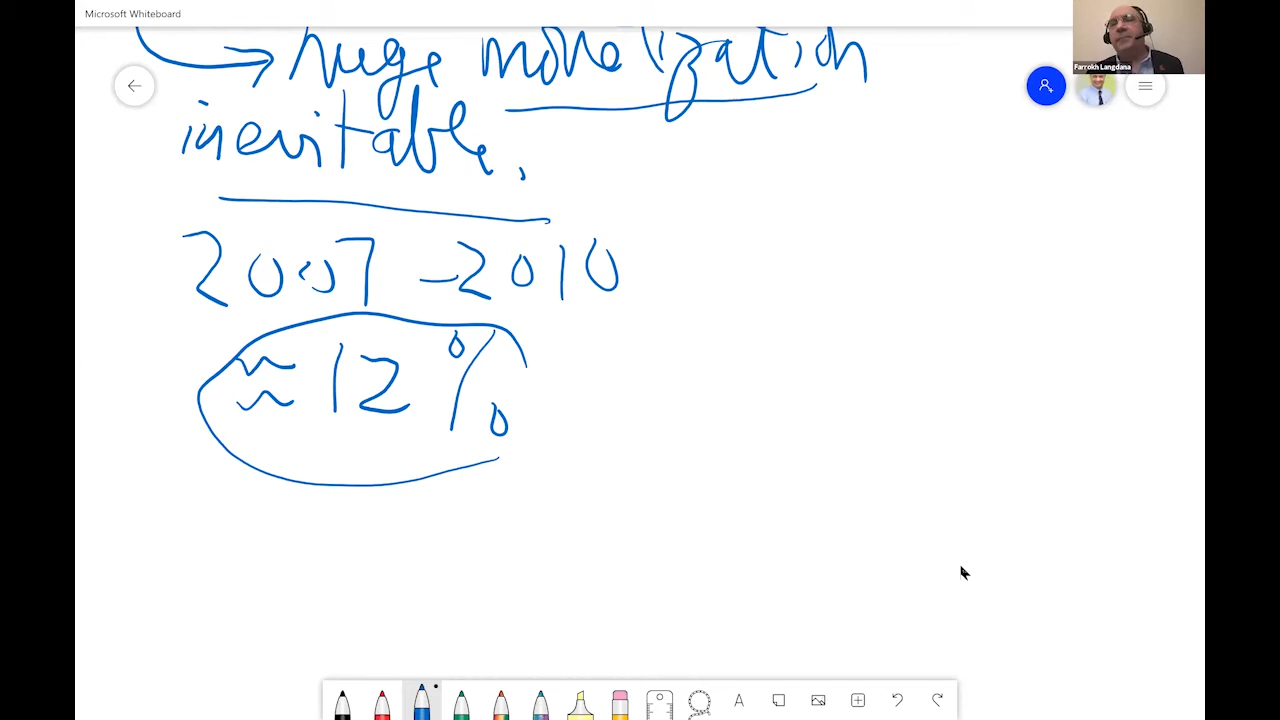 Microsoft Whiteboard
Farrokh Langdana
→ huge monetization
inevitable.
2007-2010
≈ 12%
A